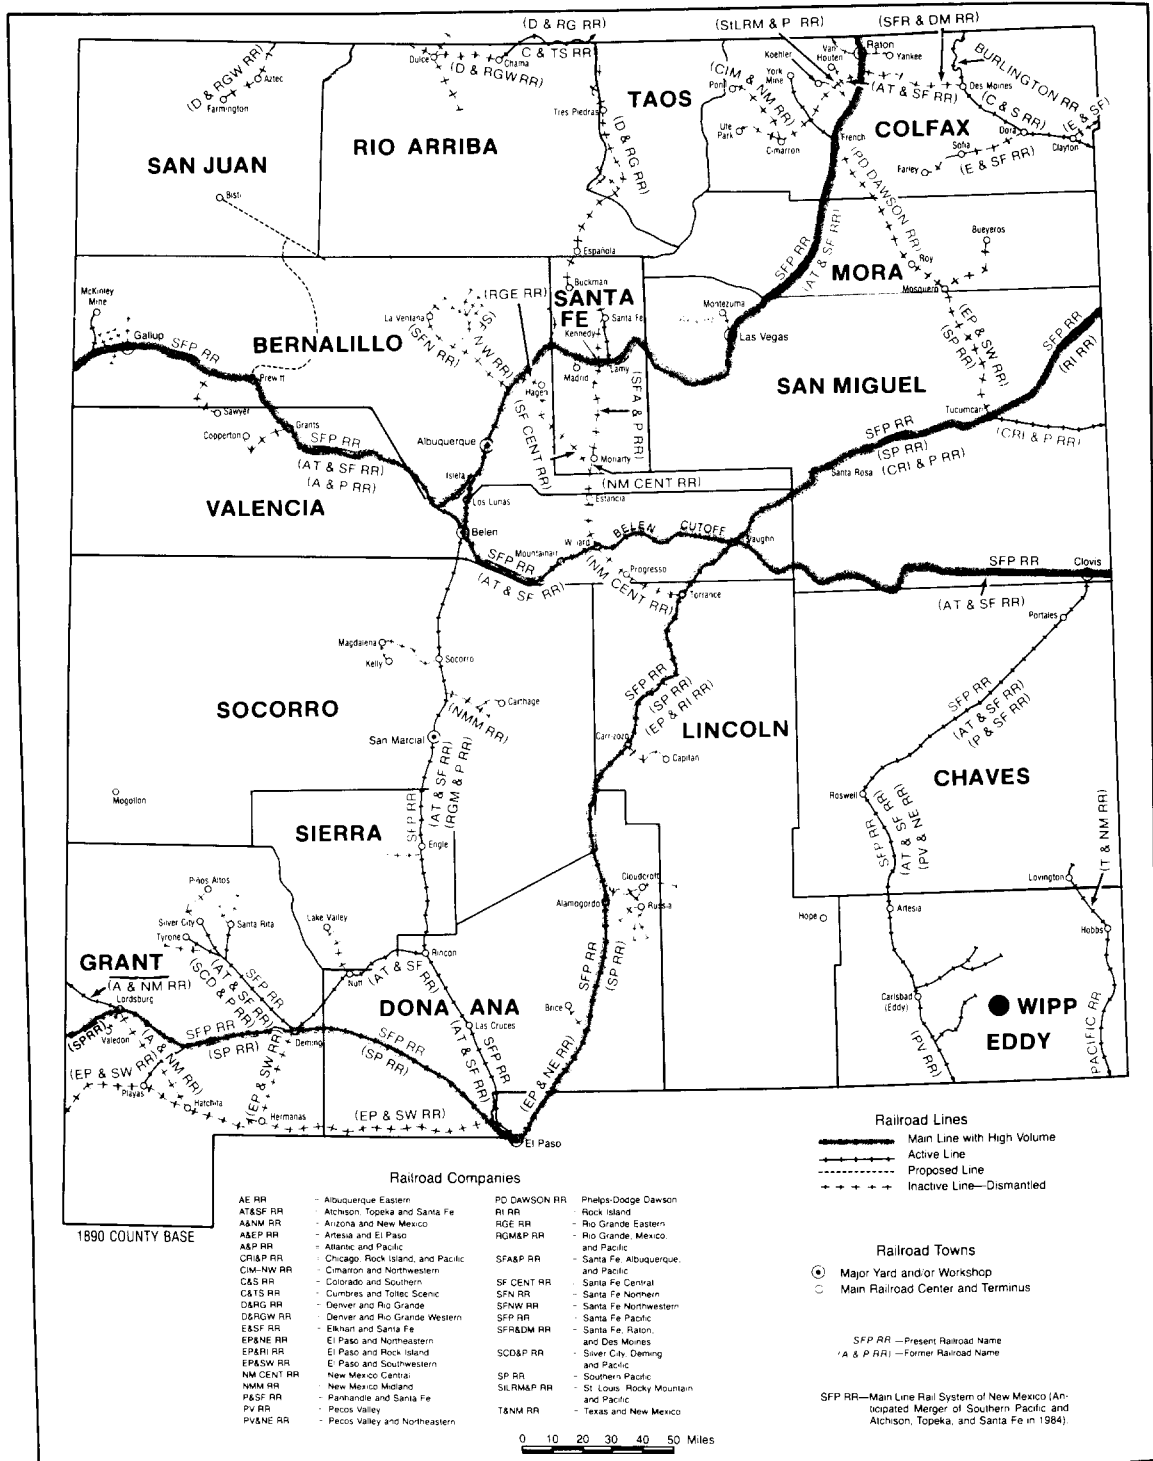 (D & RG RR)
(StLRM & P RR)
(SFR & DM RR)
C & TS RR)
Dulce
Chama
(D & RGW RR)
(D & RGW RR)
Aztec
Farmington
Koehler
Van Houten
Raton
Yankee
BURLINGTON RR
(CIM & NM RR)
York Mine
Ponil
(AT & SF RR)
Des Moines
(C & S RR)
(E & SF)
TAOS
Tres Piedras
(D & RG RR)
Ute Park
Cimarron
French
COLFAX
Dora
Clayton
Sofia
Farley
(E & SF RR)
SAN JUAN
RIO ARRIBA
(PD DAWSON RR)
Bisti
Española
SFP RR
(AT & SF RR)
Bueyeros
Roy
MORA
Mosquero
McKinley Mine
Buckman
(RGE RR)
SANTA FE
Santa Fe
Kennedy
Montezuma
La Ventana
(SFN RR)
Las Vegas
(EP & SW RR)
(SP RR)
SFP RR
(RI RR)
Gallup
SFP RR
BERNALILLO
Prewitt
Madrid
Lamy
Hagen
(SFA & P RR)
SAN MIGUEL
Tucumcari
Sawyer
Copperton
Grants
SFP RR
(AT & SF RR)
(A & P RR)
Albuquerque
(SF CENT RR)
Moriarty
SFP RR
(SP RR)
(CRI & P RR)
(CRI & P RR)
Santa Rosa
Isleta
(NM CENT RR)
VALENCIA
Los Lunas
Estancia
Belen
BELEN CUTOFF
Vaughn
Willard
Mountainair
SFP RR
(AT & SF RR)
(NM CENT RR)
Progresso
Torrance
SFP RR
Clovis
(AT & SF RR)
Portales
Magdalena
Kelly
Socorro
SFP RR
(SP RR)
(EP & RI RR)
SFP RR
(AT & SF RR)
(P & SF RR)
SOCORRO
Carthage
(NMM RR)
San Marcial
LINCOLN
Carrizozo
Capitan
CHAVES
(AT & SF RR)
(RGM & P RR)
Mogollon
Roswell
SFP RR
SIERRA
Engle
SFP RR
(AT & SF RR)
(PV & NE RR)
(T & NM RR)
Lovington
Piños Altos
Cloudcroft
Alamogordo
Russia
Silver City
Santa Rita
Lake Valley
Hope
Artesia
Tyrone
Hobbs
GRANT
(A & NM RR)
Lordsburg
SFP RR
(AT & SF RR)
(SCD & P RR)
Nutt
Rincon
(AT & SF RR)
SFP RR
(SP RR)
Carlsbad
(Eddy)
WIPP
DONA ANA
Brice
Las Cruces
EDDY
(SPRR)
Valedon
SFP RR
(SP RR)
Deming
SFP RR
(SP RR)
SFP RR
(AT & SF RR)
(EP & NE RR)
(PV RR)
PACIFIC RR
(EP & SW RR)
(A & NM RR)
(EP & SW RR)
Playas
Hatchita
Hermanas
(EP & SW RR)
El Paso
Railroad Lines
Main Line with High Volume
Active Line
Proposed Line
Inactive Line—Dismantled
1890 COUNTY BASE
Railroad Companies
AE RR - Albuquerque Eastern
AT&SF RR - Atchison, Topeka and Santa Fe
A&NM RR - Arizona and New Mexico
A&EP RR - Artesia and El Paso
A&P RR - Atlantic and Pacific
CRI&P RR - Chicago, Rock Island, and Pacific
CIM-NW RR - Cimarron and Northwestern
C&S RR - Colorado and Southern
C&TS RR - Cumbres and Toltec Scenic
D&RG RR - Denver and Rio Grande
D&RGW RR - Denver and Rio Grande Western
E&SF RR - Elkhart and Santa Fe
EP&NE RR El Paso and Northeastern
EP&RI RR El Paso and Rock Island
EP&SW RR El Paso and Southwestern
NM CENT RR New Mexico Central
NMM RR - New Mexico Midland
P&SF RR - Panhandle and Santa Fe
PV RR - Pecos Valley
PV&NE RR - Pecos Valley and Northeastern
PD DAWSON RR Phelps-Dodge Dawson
RI RR - Rock Island
RGE RR - Rio Grande Eastern
RGM&P RR - Rio Grande, Mexico,
and Pacific
SFA&P RR - Santa Fe, Albuquerque,
and Pacific
SF CENT RR - Santa Fe Central
SFN RR - Santa Fe Northern
SFNW RR - Santa Fe Northwestern
SFP RR - Santa Fe Pacific
SFR&DM RR - Santa Fe, Raton,
and Des Moines
SCD&P RR - Silver City, Deming
and Pacific
SP RR - Southern Pacific
StLRM&P RR - St Louis, Rocky Mountain
and Pacific
T&NM RR - Texas and New Mexico
Railroad Towns
Major Yard and/or Workshop
Main Railroad Center and Terminus
SFP RR —Present Railroad Name
(A & P RR) —Former Railroad Name
SFP RR—Main Line Rail System of New Mexico (An-
ticipated Merger of Southern Pacific and
Atchison, Topeka, and Santa Fe in 1984).
0 10 20 30 40 50 Miles